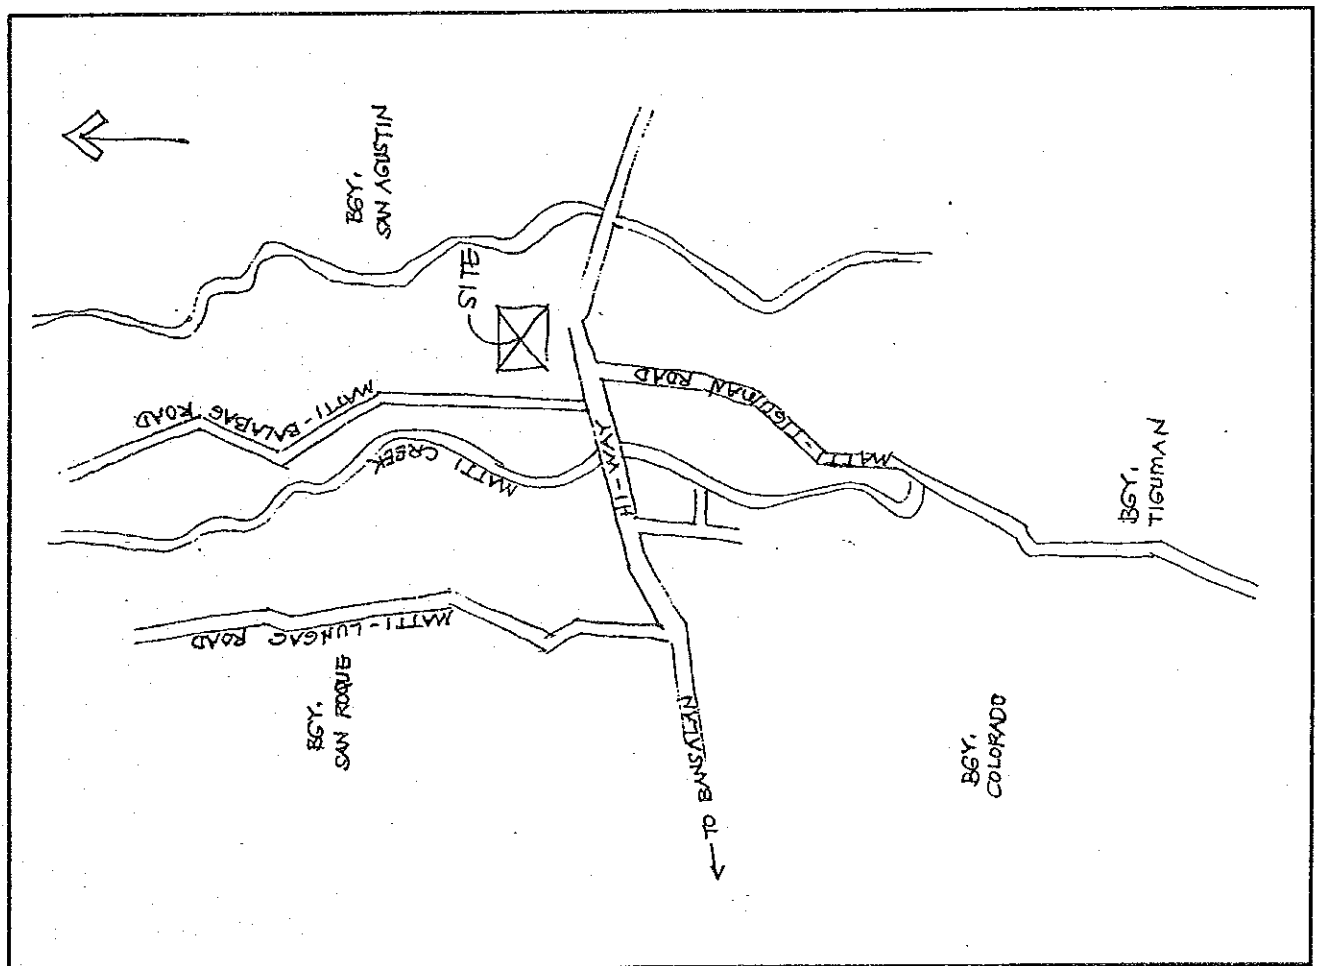 BGY.
SAN AGUSTIN
SITE
MATTI-BALABAG ROAD
MATTI CREEK
MATTI-TIGUMAN ROAD
HI-WAY
BGY.
TIGUMAN
MATTI-LUNGAG ROAD
BGY.
SAN ROQUE
TO BANSALAN
BGY.
COLORADO